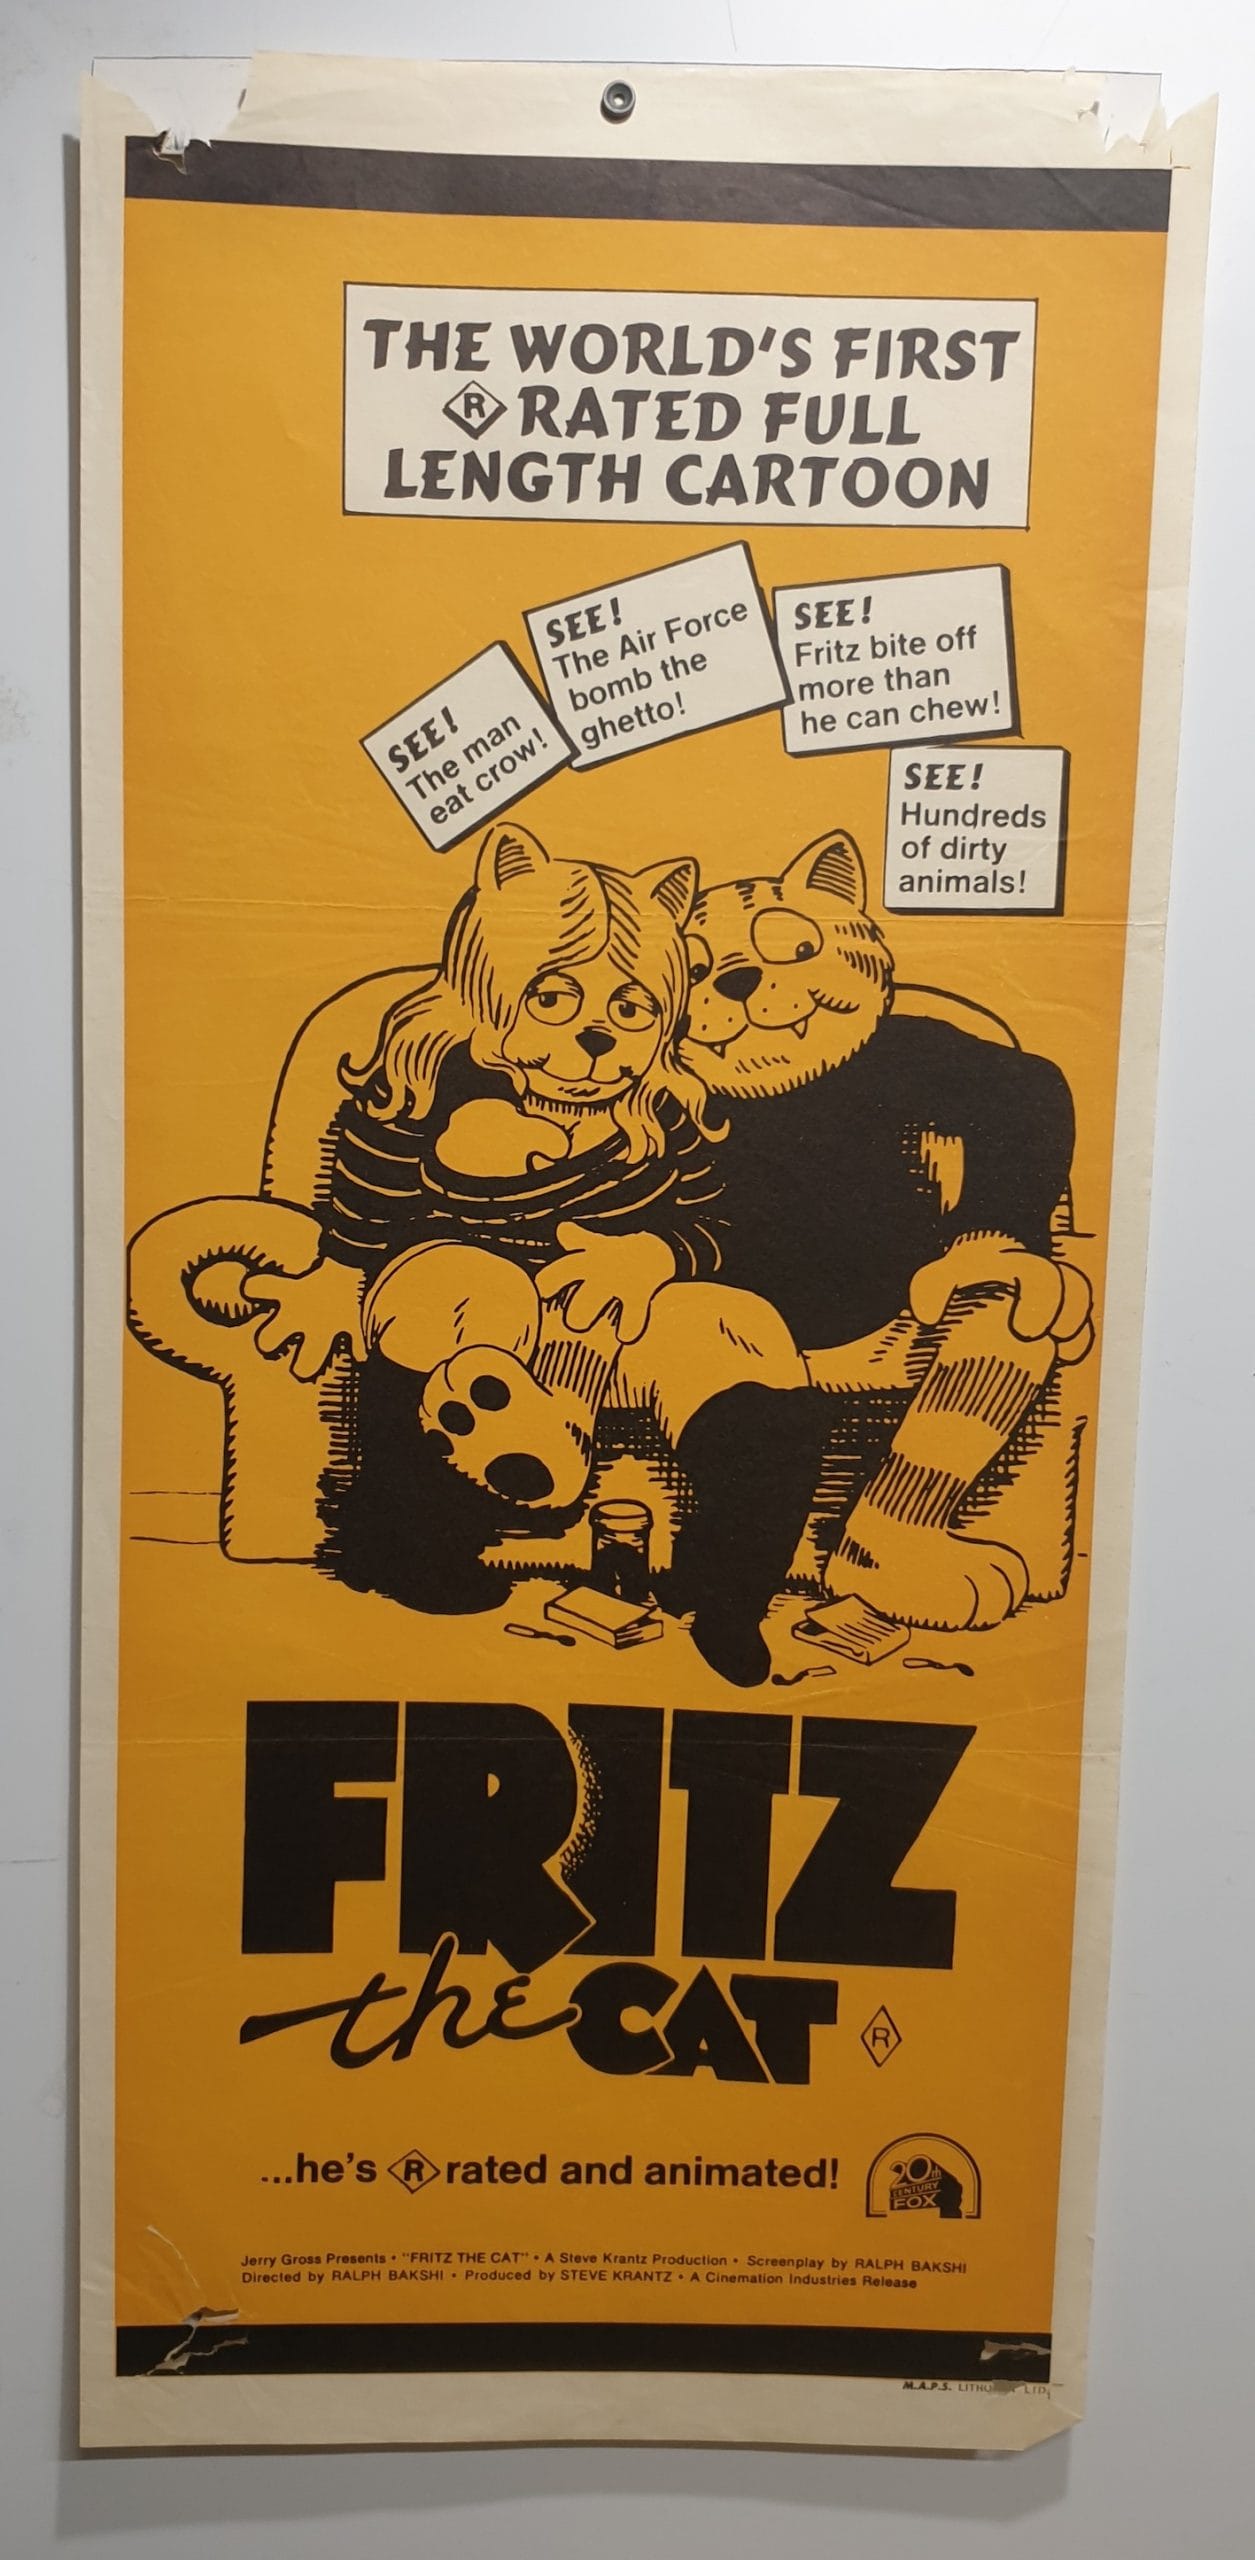 THE WORLD'S FIRST
R RATED FULL
LENGTH CARTOON
SEE!
The man
eat crow!
SEE!
The Air Force
bomb the
ghetto!
SEE!
Fritz bite off
more than
he can chew!
SEE!
Hundreds
of dirty
animals!
FRITZ
the CAT
R
...he's R rated and animated!
20th
CENTURY
FOX
Jerry Gross Presents • "FRITZ THE CAT" • A Steve Krantz Production • Screenplay by RALPH BAKSHI
Directed by RALPH BAKSHI • Produced by STEVE KRANTZ • A Cinemation Industries Release
M.A.P.S. LTD.